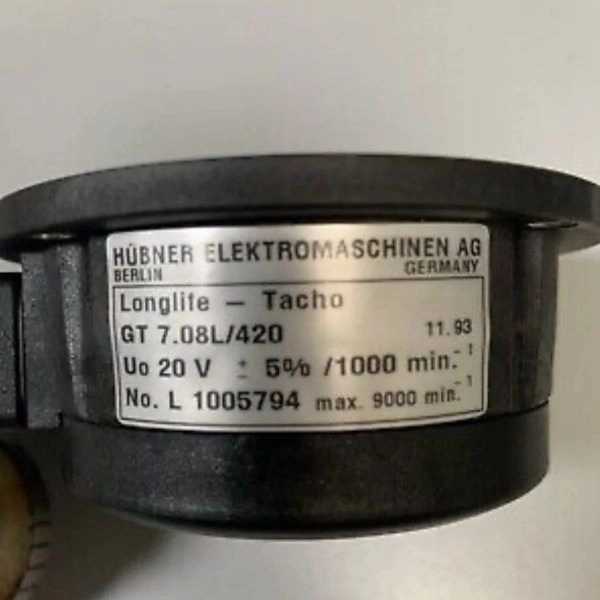 HÜBNER ELEKTROMASCHINEN AG
BERLIN GERMANY
Longlife – Tacho
GT 7.08L/420 11.93
Uo 20 V ± 5% /1000 min.⁻¹
No. L 1005794 max. 9000 min.⁻¹